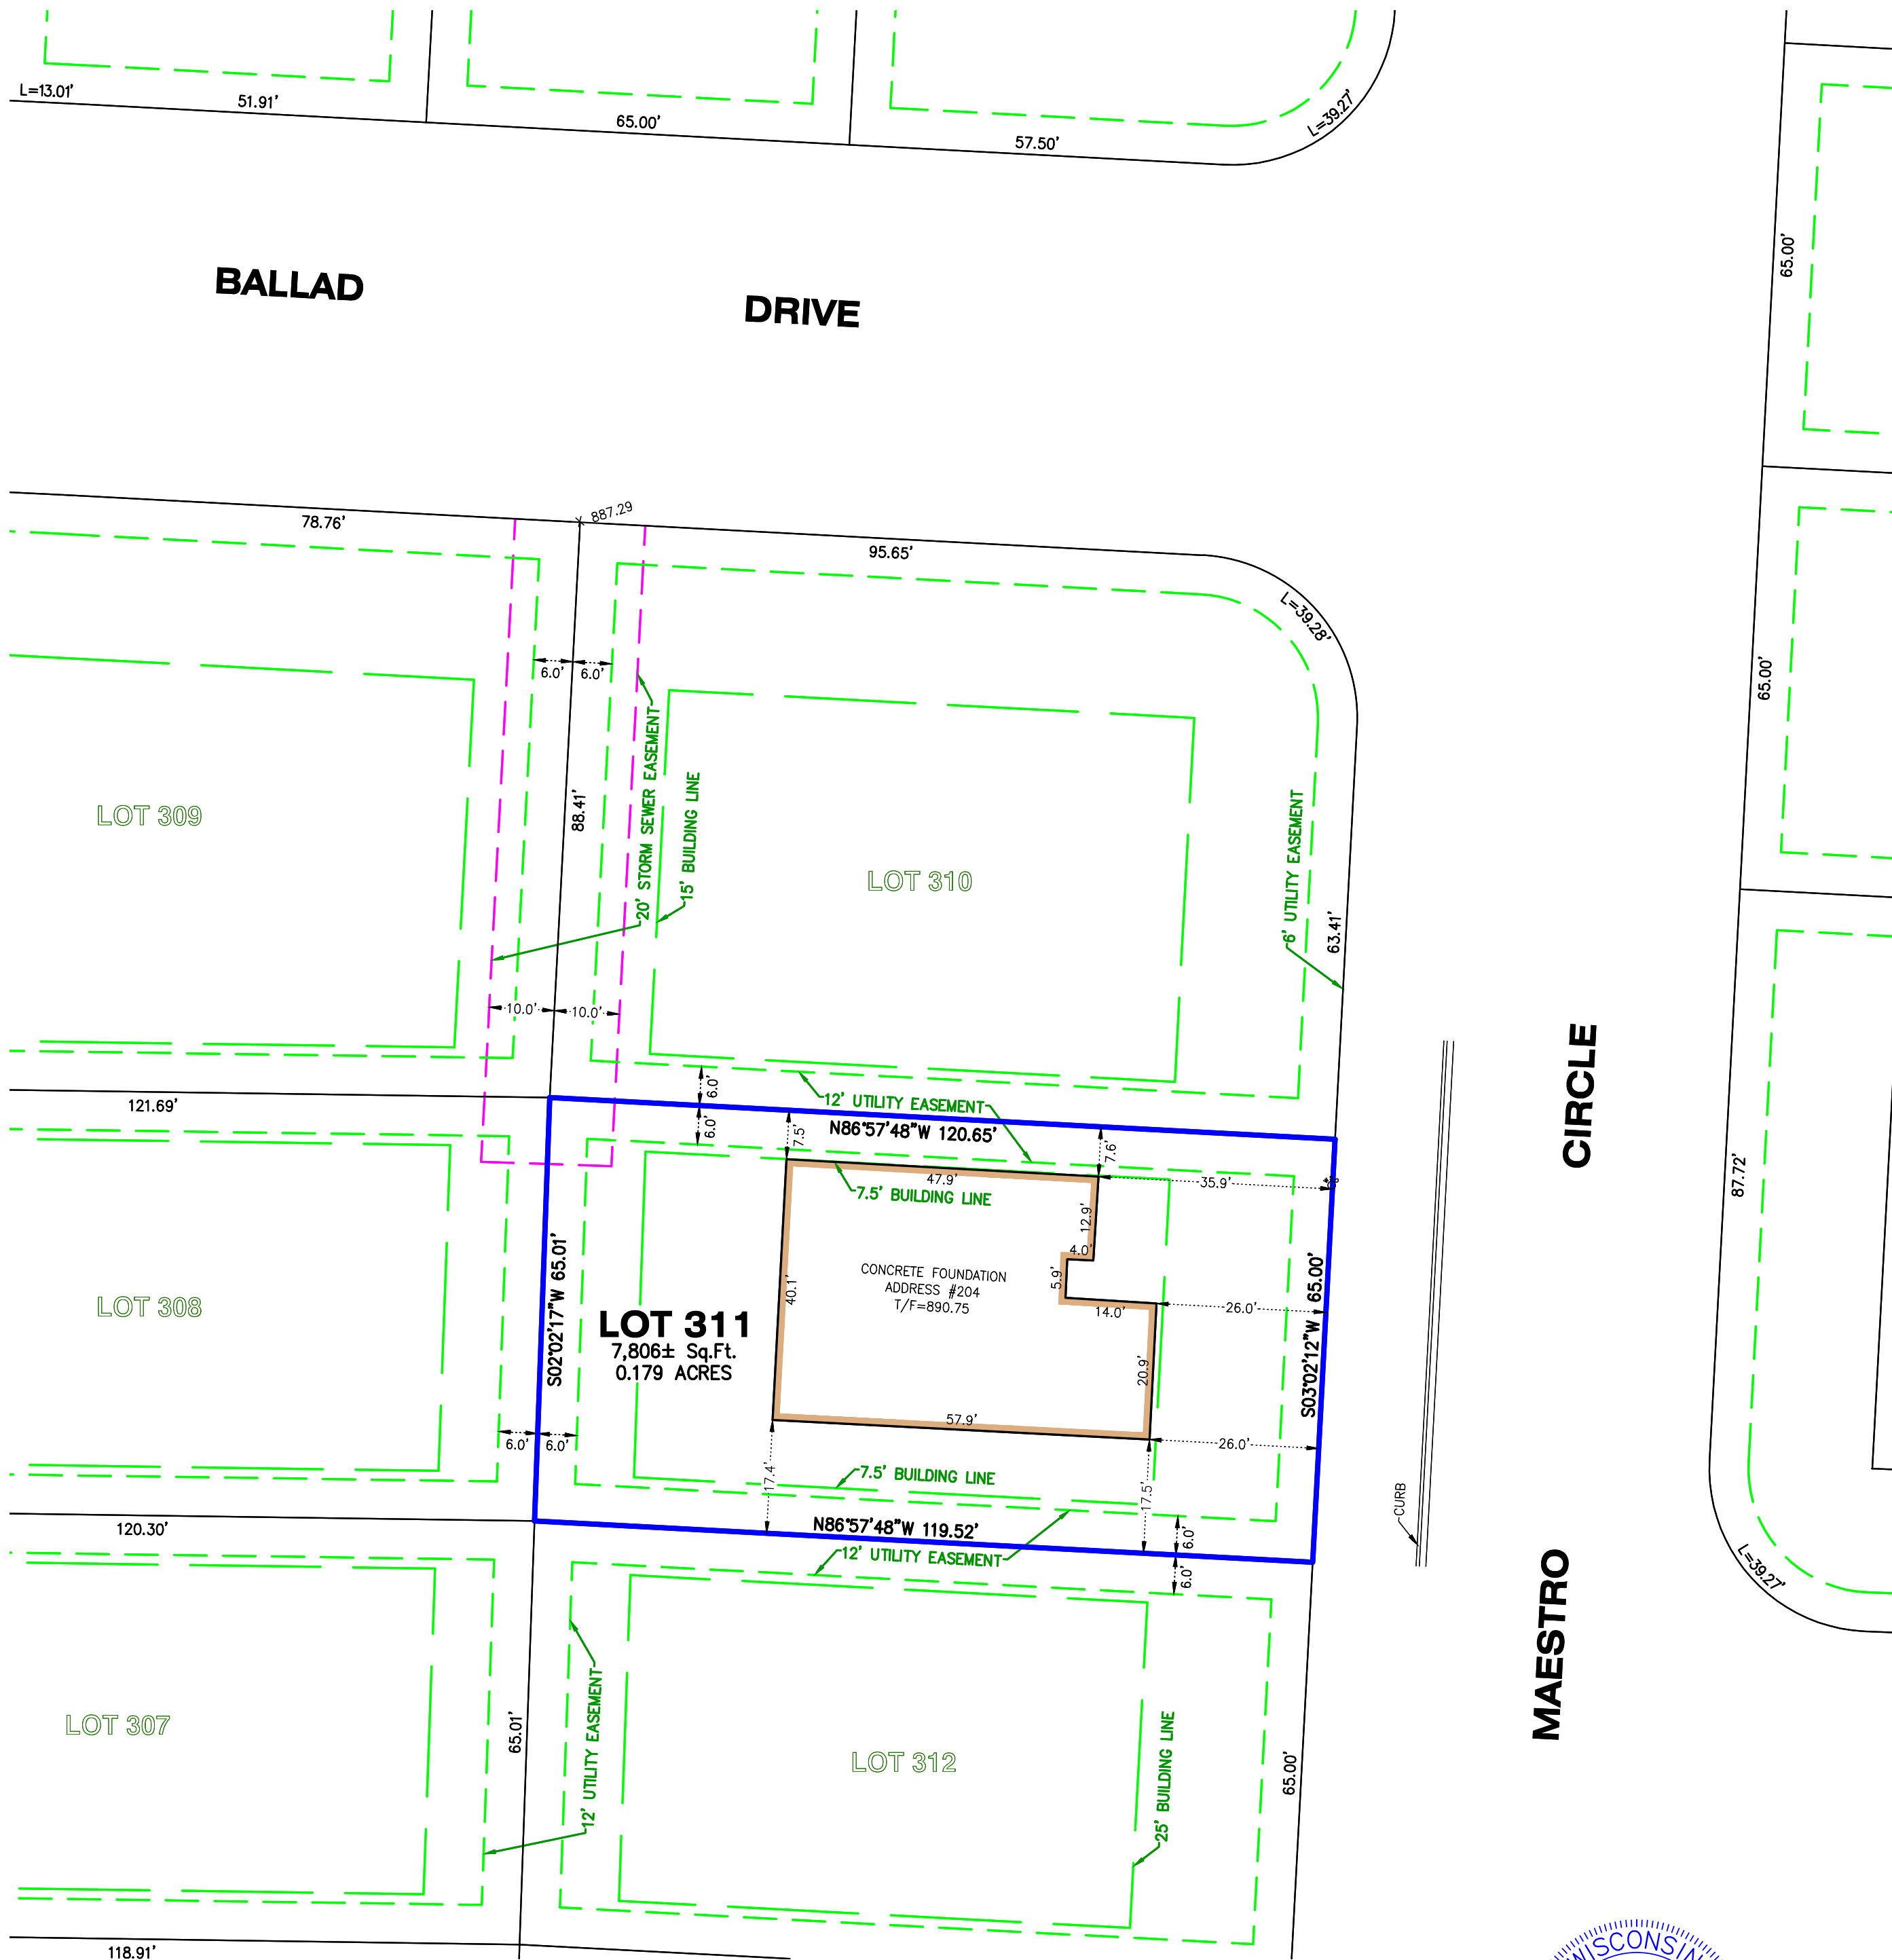 L=13.01'
51.91'
65.00'
57.50'
L=39.27'
65.00'
BALLAD
DRIVE
78.76'
887.29
95.65'
L=39.28'
6.0'
6.0'
65.00'
LOT 309
88.41'
20' STORM SEWER EASEMENT
15' BUILDING LINE
LOT 310
6' UTILITY EASEMENT
63.41'
10.0'
10.0'
CIRCLE
121.69'
6.0'
6.0'
12' UTILITY EASEMENT
N86°57'48"W 120.65'
7.5'
7.6'
47.9'
35.9'
7.5' BUILDING LINE
12.9'
4.0'
5.9'
87.72'
CONCRETE FOUNDATION
ADDRESS #204
T/F=890.75
40.1'
14.0'
26.0'
LOT 308
S02°02'17"W 65.01'
LOT 311
7,806± Sq.Ft.
0.179 ACRES
S03°02'12"W 65.00'
20.9'
57.9'
26.0'
6.0'
6.0'
17.4'
7.5' BUILDING LINE
17.5'
CURB
120.30'
N86°57'48"W 119.52'
6.0'
12' UTILITY EASEMENT
6.0'
L=39.27'
MAESTRO
LOT 307
65.01'
12' UTILITY EASEMENT
LOT 312
25' BUILDING LINE
65.00'
118.91'
WISCONSIN